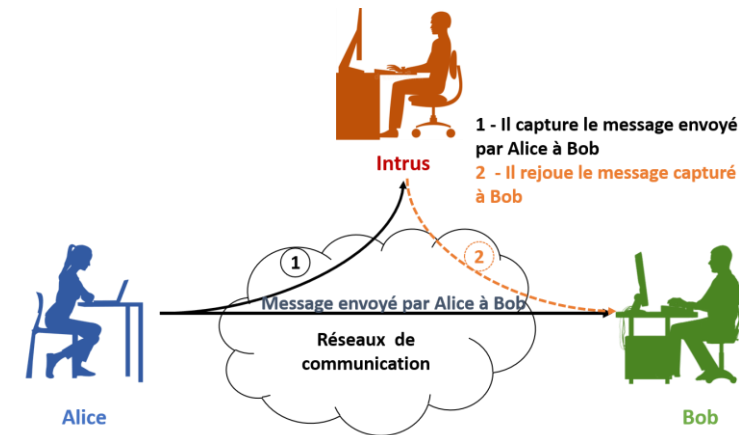 1 - Il capture le message envoyé
par Alice à Bob
Intrus
2 - Il rejoue le message capturé
à Bob
1
2
Message envoyé par Alice à Bob
Réseaux de
communication
Alice
Bob